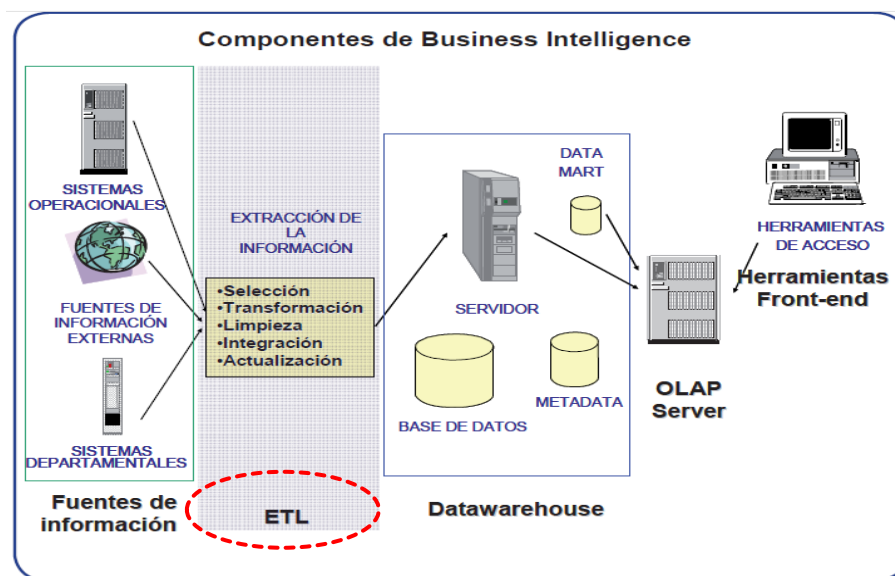 Componentes de Business Intelligence
SISTEMAS
OPERACIONALES
FUENTES DE
INFORMACIÓN
EXTERNAS
SISTEMAS
DEPARTAMENTALES
Fuentes de
información
EXTRACCIÓN DE
LA
INFORMACIÓN
•Selección
•Transformación
•Limpieza
•Integración
•Actualización
ETL
DATA
MART
SERVIDOR
BASE DE DATOS
METADATA
Datawarehouse
OLAP
Server
HERRAMIENTAS
DE ACCESO
Herramientas
Front-end